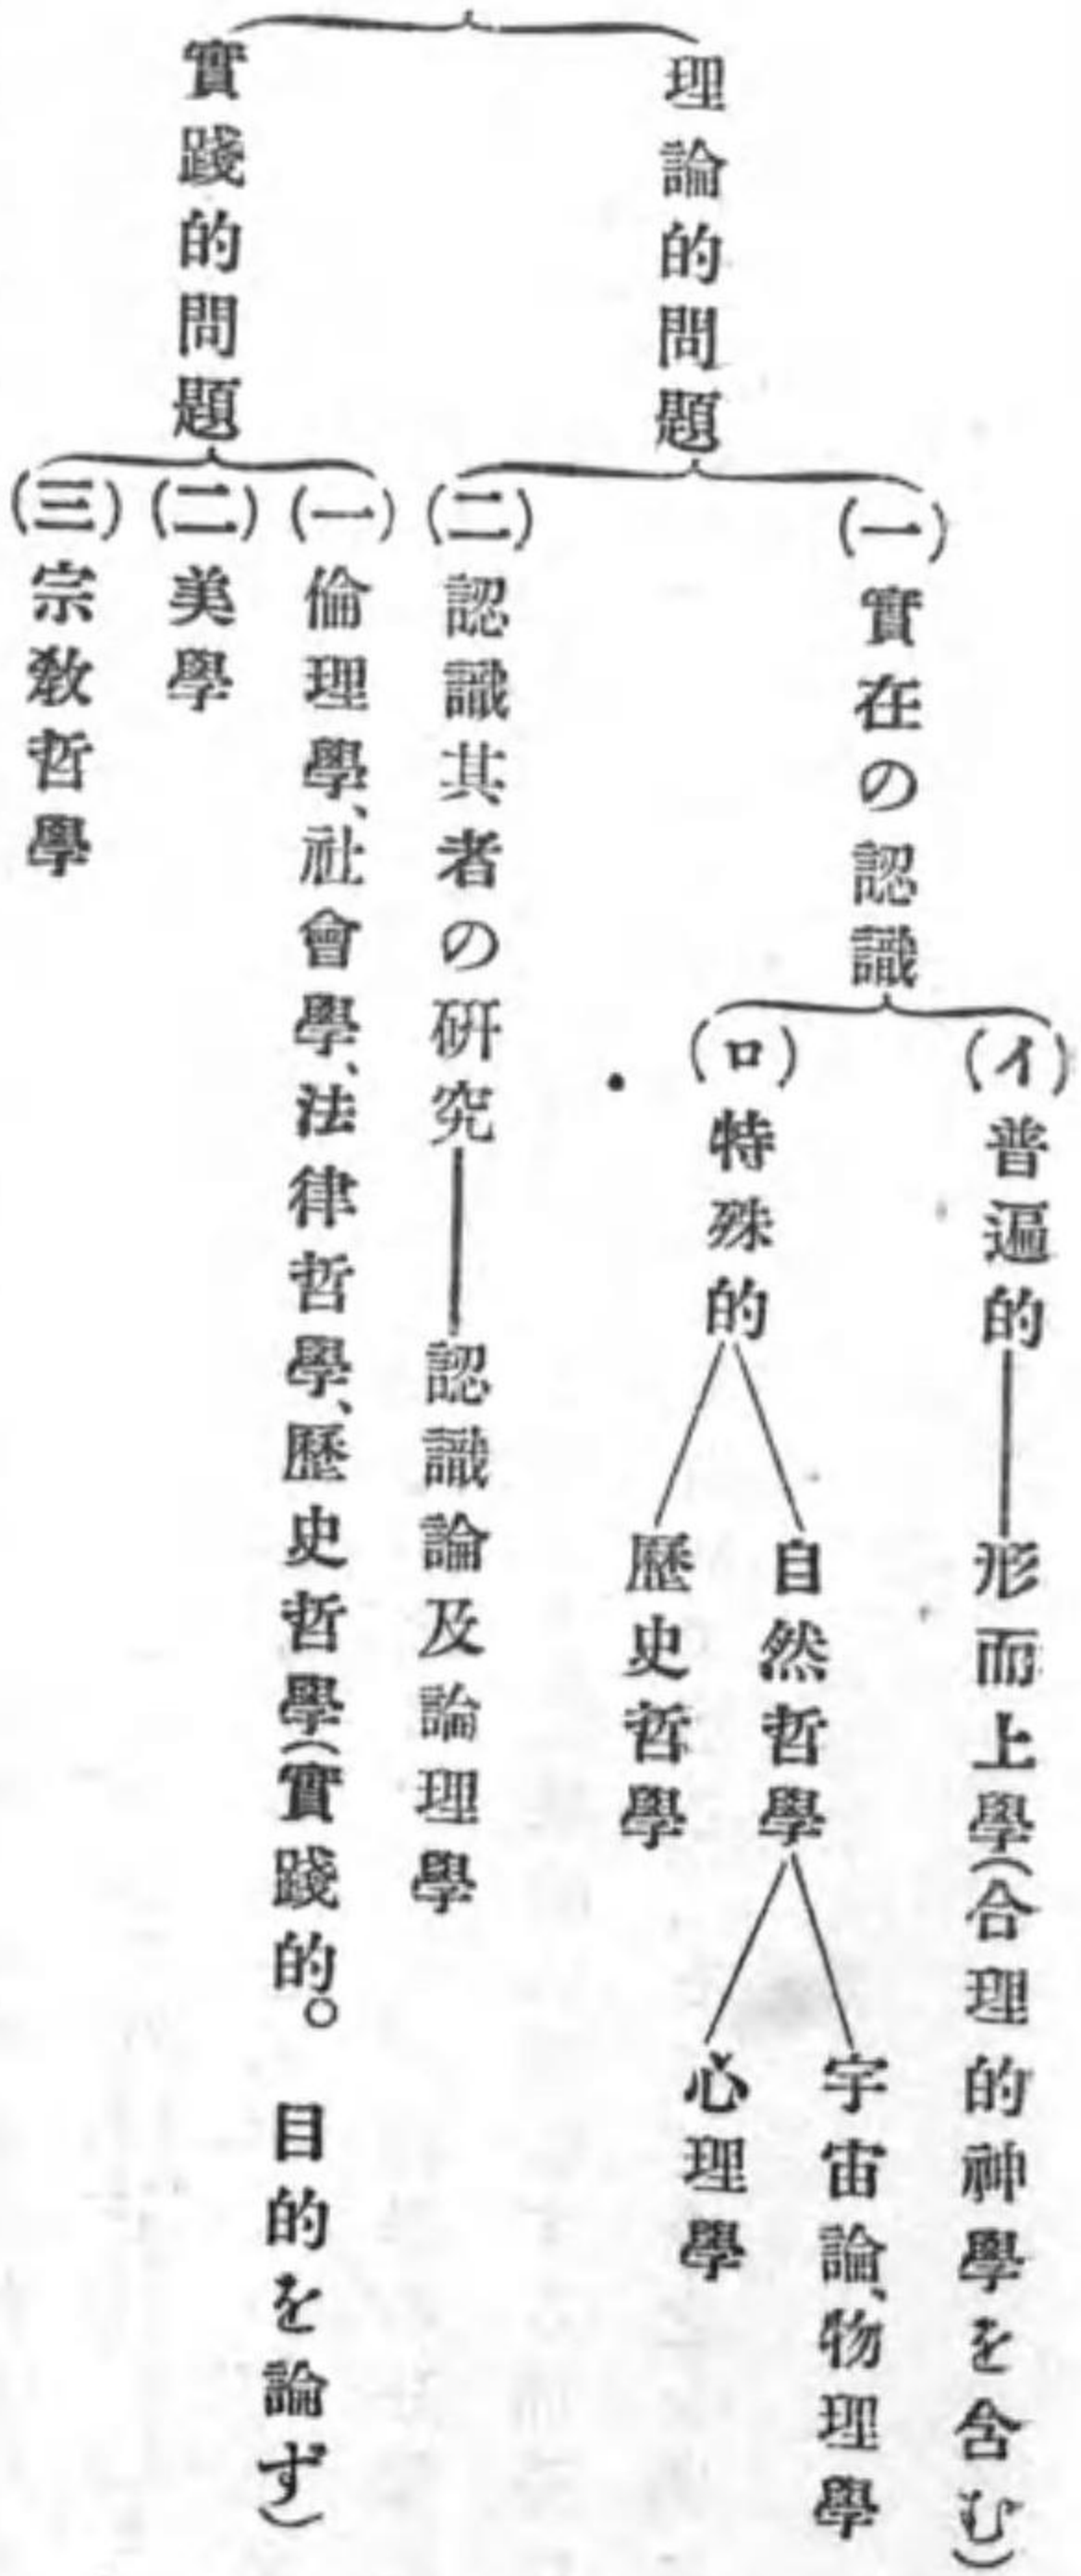 理論的問題
(一)實在の認識
(イ)普遍的――形而上學(合理的神學を含む)
(ロ)特殊的
自然哲學
宇宙論、物理學
心理學
歷史哲學
(二)認識其者の硏究――認識論及論理學
實踐的問題
(一)倫理學、社會學、法律哲學、歷史哲學(實踐的。 目的を論ず)
(二)美學
(三)宗敎哲學